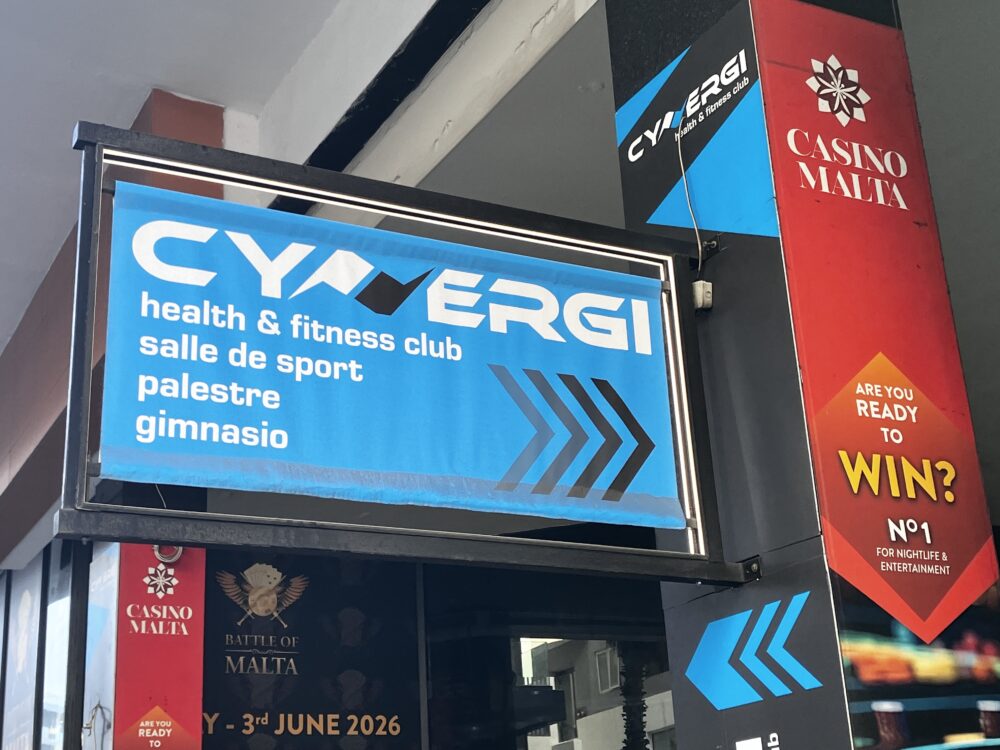 CYNERGI
health & fitness club
salle de sport
palestre
gimnasio
CYNERGI
health & fitness club
CASINO
MALTA
ARE YOU
READY
TO
WIN?
Nº1
FOR NIGHTLIFE &
ENTERTAINMENT
CASINO
MALTA
ARE YOU
READY
TO
BATTLE OF
MALTA
Y - 3rd JUNE 2026